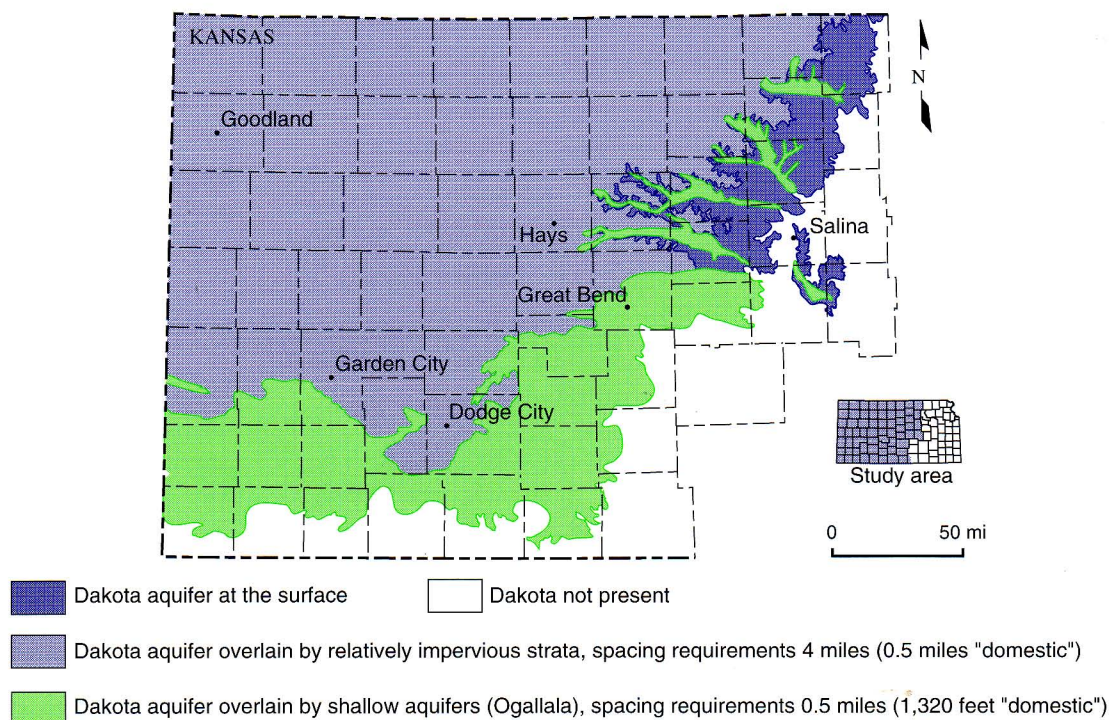 KANSAS
N
Goodland
Salina
Hays
Great Bend
Garden City
Dodge City
Study area
0 50 mi
Dakota aquifer at the surface
Dakota not present
Dakota aquifer overlain by relatively impervious strata, spacing requirements 4 miles (0.5 miles "domestic")
Dakota aquifer overlain by shallow aquifers (Ogallala), spacing requirements 0.5 miles (1,320 feet "domestic")